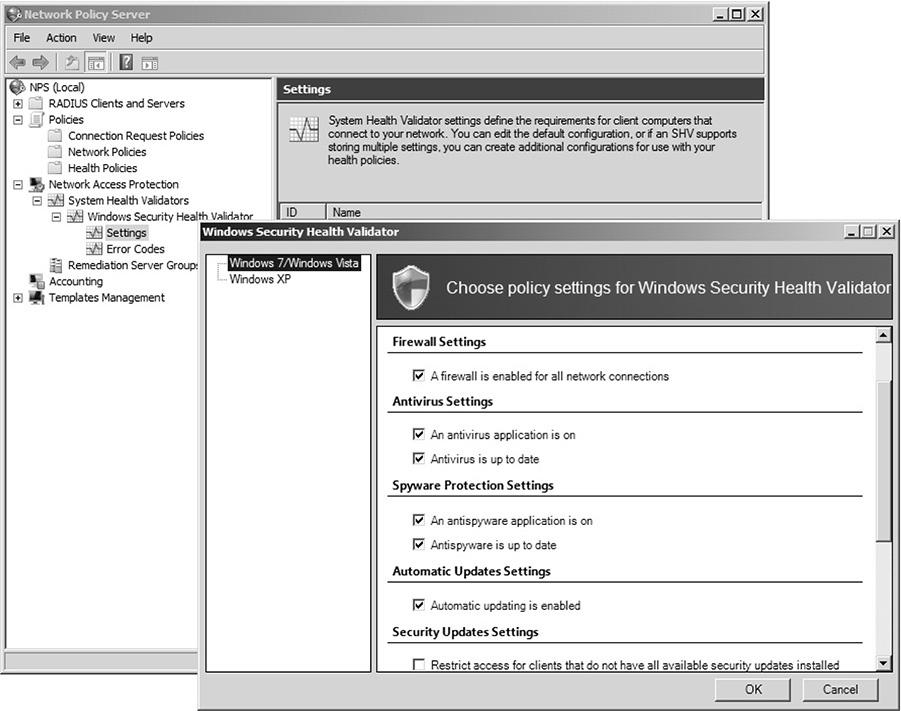 Network Policy Server
File Action View Help
NPS (Local)
RADIUS Clients and Servers
Policies
Connection Request Policies
Network Policies
Health Policies
Network Access Protection
System Health Validators
Windows Security Health Validator
Settings
Error Codes
Remediation Server Groups
Accounting
Templates Management
Settings
System Health Validator settings define the requirements for client computers that
connect to your network. You can edit the default configuration, or if an SHV supports
storing multiple settings, you can create additional configurations for use with your
health policies.
ID Name
Windows Security Health Validator
Windows 7/Windows Vista
Windows XP
Choose policy settings for Windows Security Health Validator
Firewall Settings
A firewall is enabled for all network connections
Antivirus Settings
An antivirus application is on
Antivirus is up to date
Spyware Protection Settings
An antispyware application is on
Antispyware is up to date
Automatic Updates Settings
Automatic updating is enabled
Security Updates Settings
Restrict access for clients that do not have all available security updates installed
OK Cancel